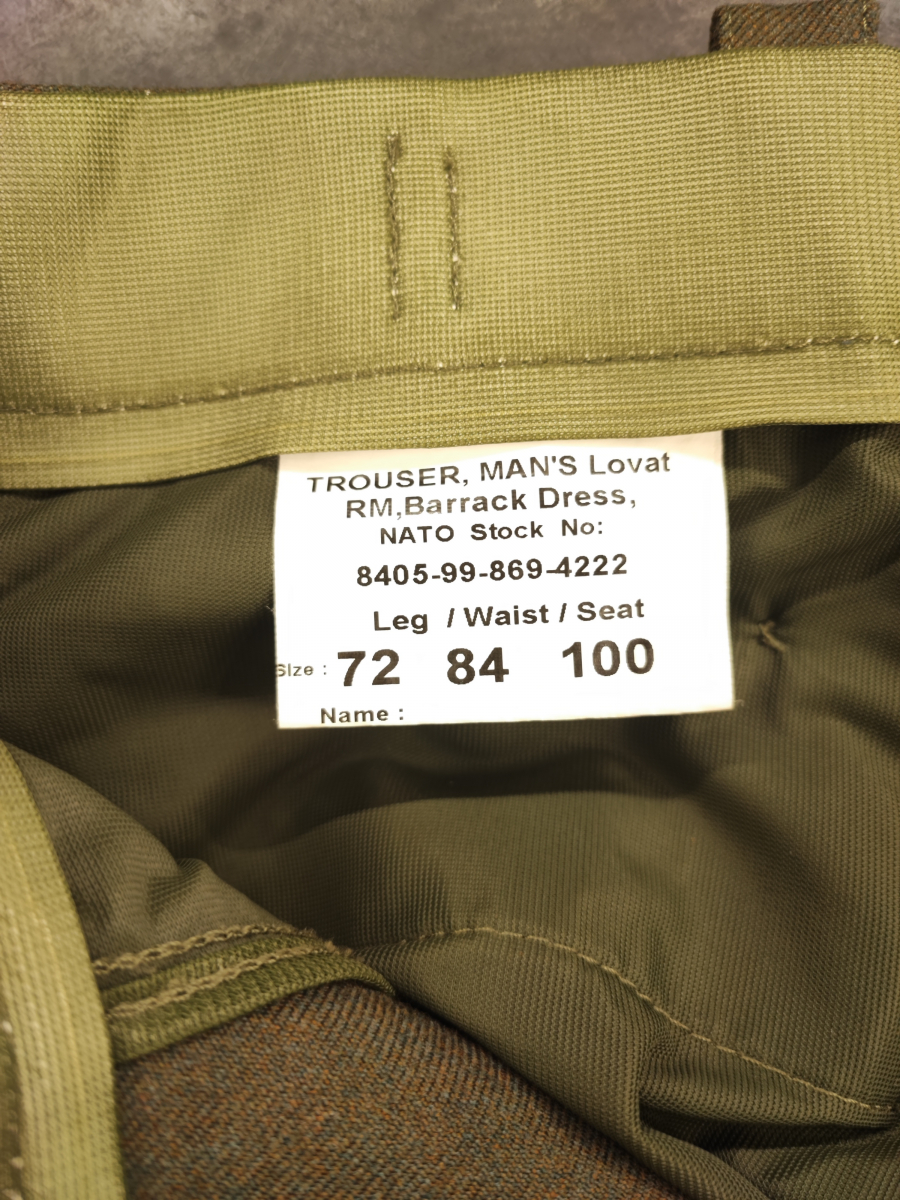 TROUSER, MAN'S Lovat
RM,Barrack Dress,
NATO Stock No:
8405-99-869-4222
Leg / Waist / Seat
Size : 72 84 100
Name :